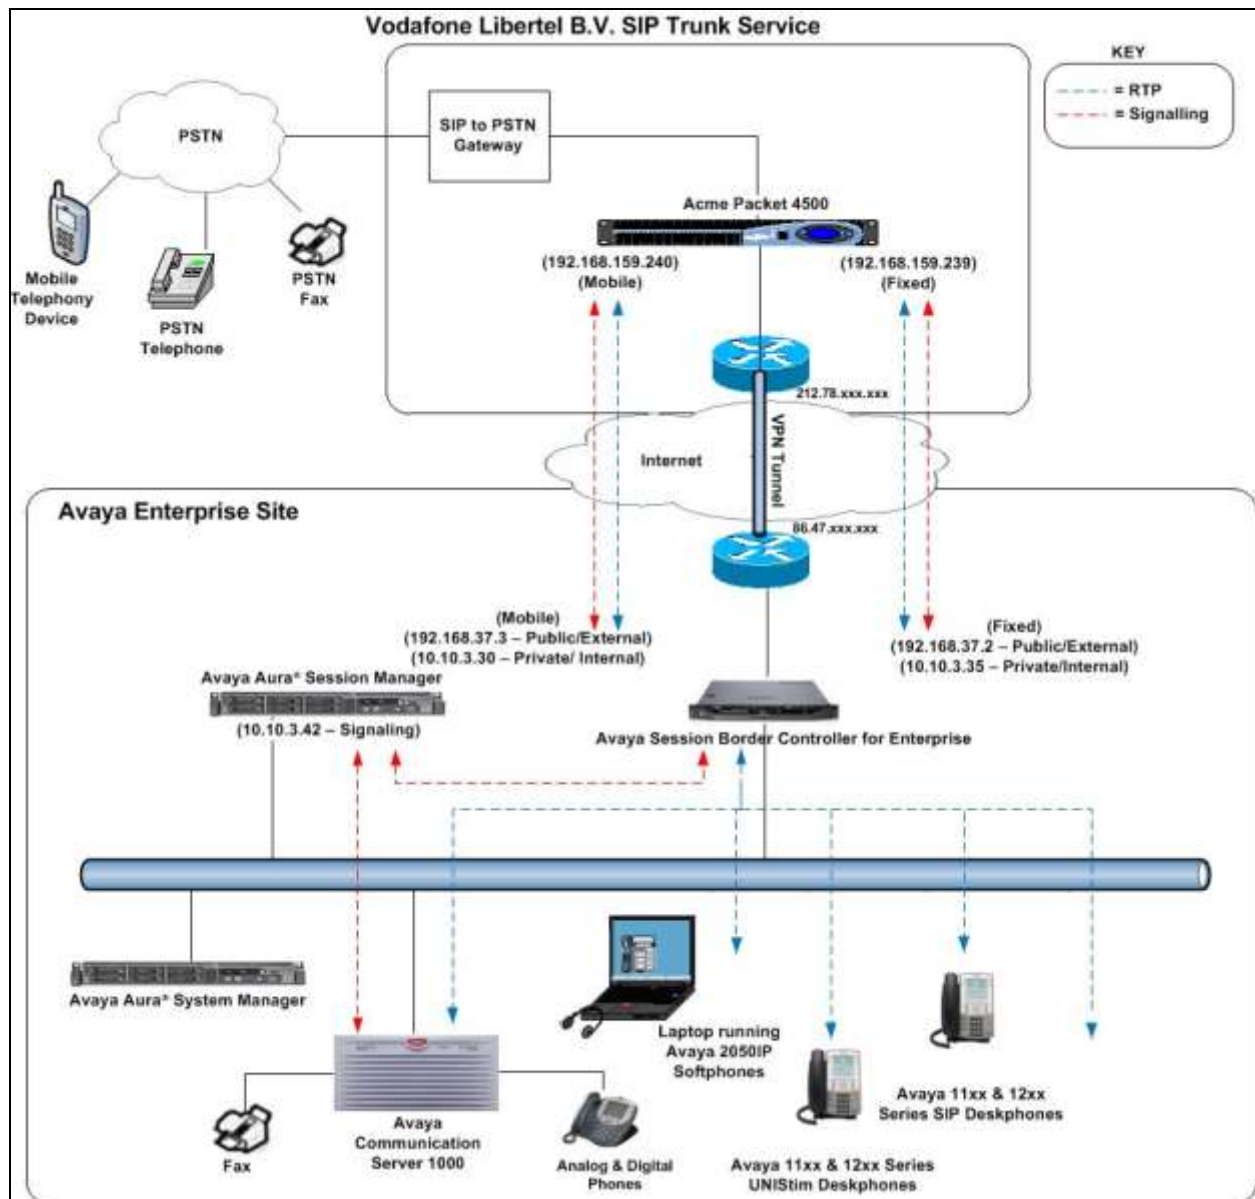 Vodafone Libertel B.V. SIP Trunk Service
KEY
= RTP
= Signalling
SIP to PSTN
Gateway
PSTN
Acme Packet 4500
(192.168.159.240)
(Mobile)
(192.168.159.239)
(Fixed)
Mobile
Telephony
Device
PSTN
Telephone
PSTN
Fax
212.78.xxx.xxx
Internet
VPN Tunnel
86.47.xxx.xxx
Avaya Enterprise Site
(Mobile)
(192.168.37.3 – Public/External)
(10.10.3.30 – Private/ Internal)
(Fixed)
(192.168.37.2 – Public/External)
(10.10.3.35 – Private/Internal)
Avaya Aura® Session Manager
(10.10.3.42 – Signaling)
Avaya Session Border Controller for Enterprise
Avaya Aura® System Manager
Laptop running
Avaya 2050IP
Softphones
Avaya 11xx & 12xx
Series SIP Deskphones
Fax
Avaya
Communication
Server 1000
Analog & Digital
Phones
Avaya 11xx & 12xx Series
UNIStim Deskphones